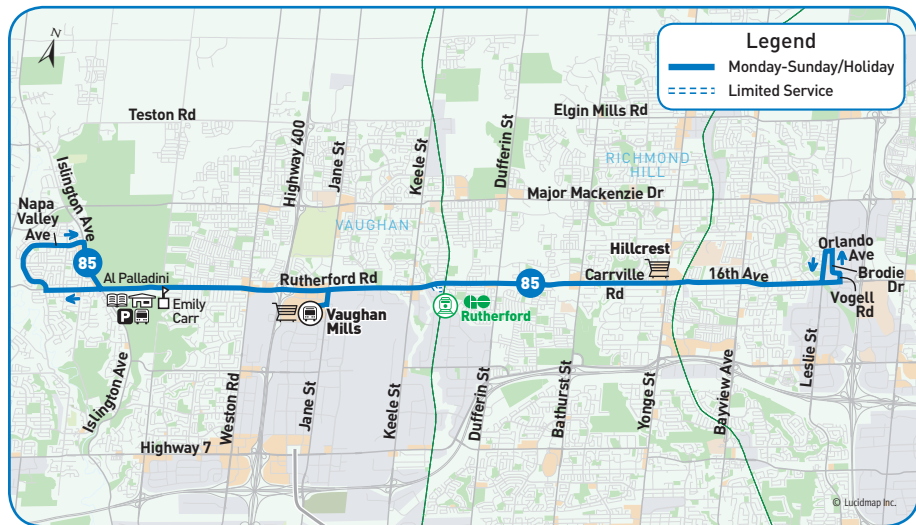 N
Legend
Monday-Sunday/Holiday
Limited Service
Teston Rd
Elgin Mills Rd
Islington Ave
Highway 400
Jane St
Keele St
Dufferin St
RICHMOND
HILL
Napa
Valley
Ave
VAUGHAN
Major Mackenzie Dr
85
Al Palladini
Emily
Carr
P
Rutherford Rd
Vaughan
Mills
85
GO
Rutherford
Hillcrest
Carrville
Rd
16th Ave
Orlando
Ave
Brodie
Dr
Vogell
Rd
Leslie St
Islington Ave
Weston Rd
Jane St
Keele St
Dufferin St
Bathurst St
Yonge St
Bayview Ave
Highway 7
© Lucidmap Inc.